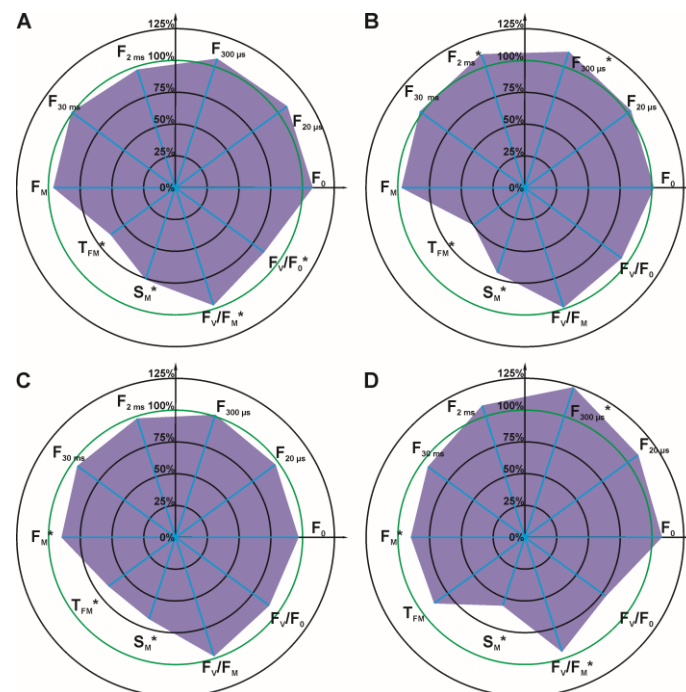 A
125%
100%
75%
50%
25%
0%
F2 ms
F300 µs
F30 ms
F20 µs
FM
F0
TFM*
SM*
FV/FM*
FV/F0*
B
125%
100%
75%
50%
25%
0%
F2 ms*
F300 µs*
F30 ms
F20 µs
FM
F0
TFM*
SM*
FV/FM
FV/F0
C
125%
100%
75%
50%
25%
0%
F2 ms
F300 µs
F30 ms
F20 µs
FM*
F0
TFM*
SM*
FV/FM
FV/F0
D
125%
100%
75%
50%
25%
0%
F2 ms
F300 µs*
F30 ms
F20 µs
FM*
F0
TFM
SM*
FV/FM*
FV/F0